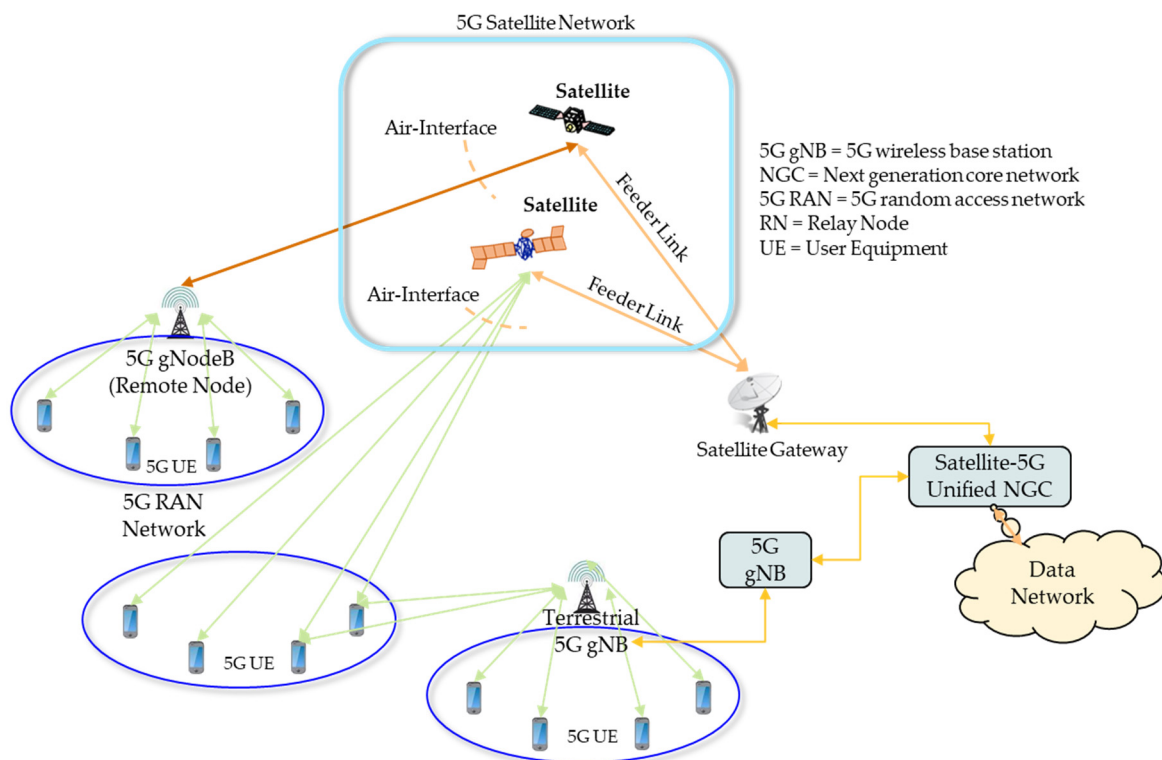 5G Satellite Network
Satellite
Air-Interface
Feeder Link
Satellite
Air-Interface
Feeder Link
5G gNB = 5G wireless base station
NGC = Next generation core network
5G RAN = 5G random access network
RN = Relay Node
UE = User Equipment
5G gNodeB
(Remote Node)
5G UE
5G RAN
Network
Satellite Gateway
Satellite-5G
Unified NGC
5G
gNB
Data
Network
Terrestrial
5G gNB
5G UE
5G UE